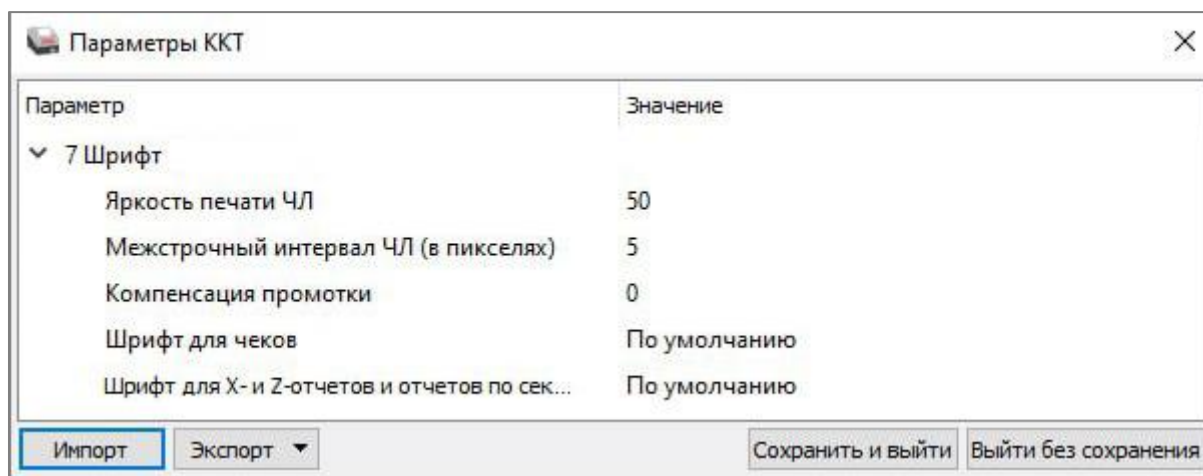 Параметры ККТ
Параметр Значение
7 Шрифт
Яркость печати ЧЛ 50
Межстрочный интервал ЧЛ (в пикселях) 5
Компенсация промотки 0
Шрифт для чеков По умолчанию
Шрифт для X- и Z-отчетов и отчетов по сек... По умолчанию
Импорт Экспорт Сохранить и выйти Выйти без сохранения